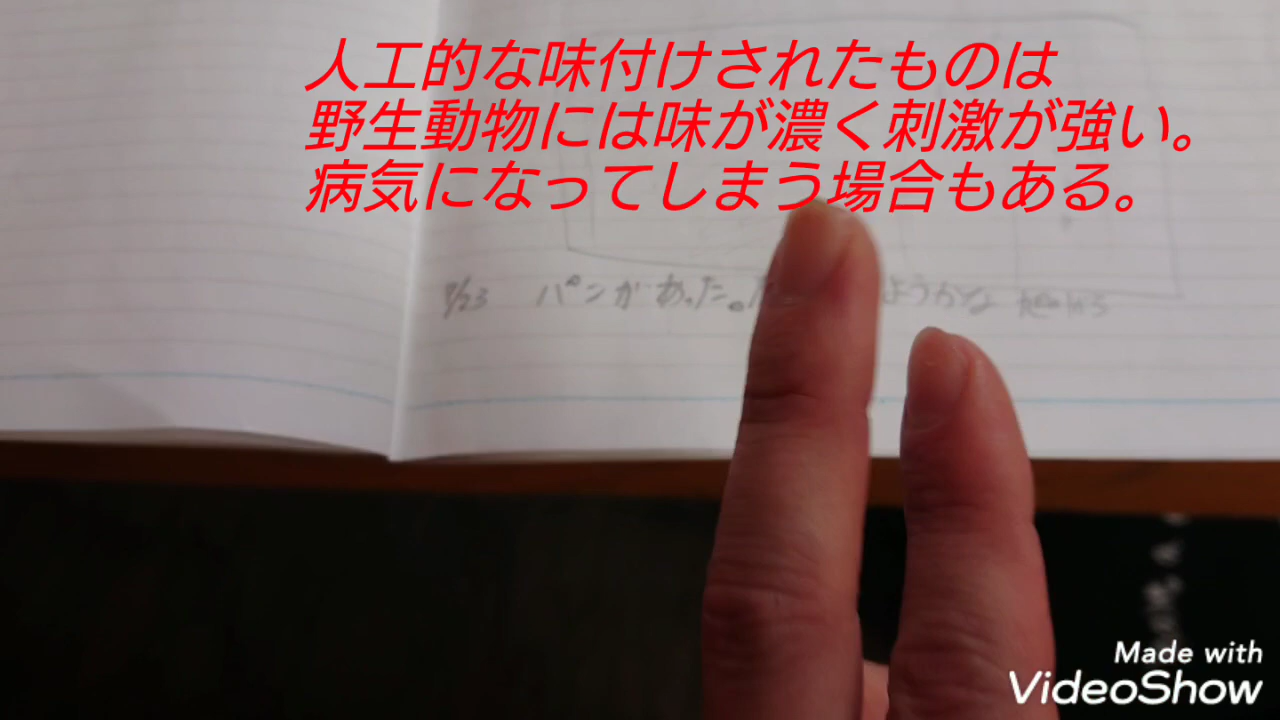 人工的な味付けされたものは
野生動物には味が濃く刺激が強い。
病気になってしまう場合もある。
8/23 パンがあった。 ようかな
Made with
VideoShow